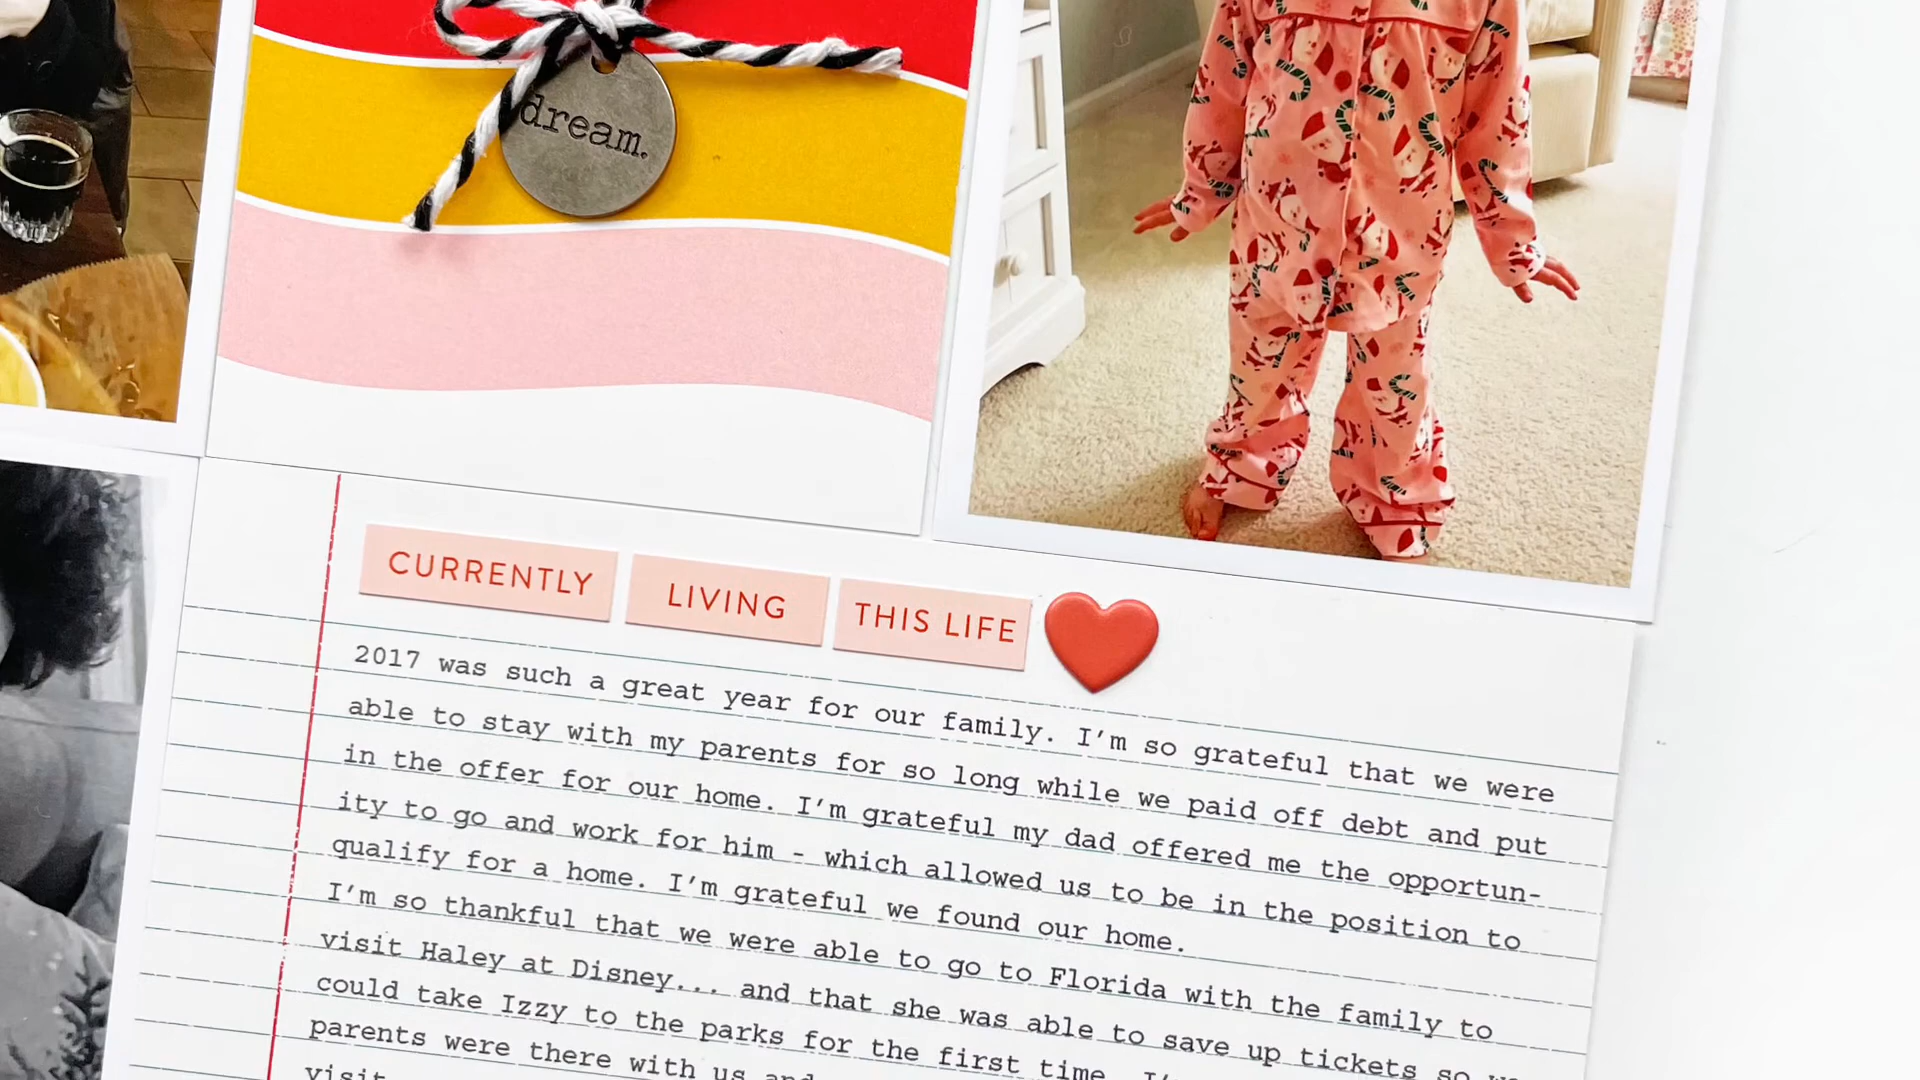 dream.
CURRENTLY LIVING THIS LIFE
2017 was such a great year for our family. I'm so grateful that we were
able to stay with my parents for so long while we paid off debt and put
in the offer for our home. I'm grateful my dad offered me the opportun-
ity to go and work for him - which allowed us to be in the position to
qualify for a home. I'm grateful we found our home.
I'm so thankful that we were able to go to Florida with the family to
visit Haley at Disney... and that she was able to save up tickets so
could take Izzy to the parks for the first time.
parents were there with us and
visit